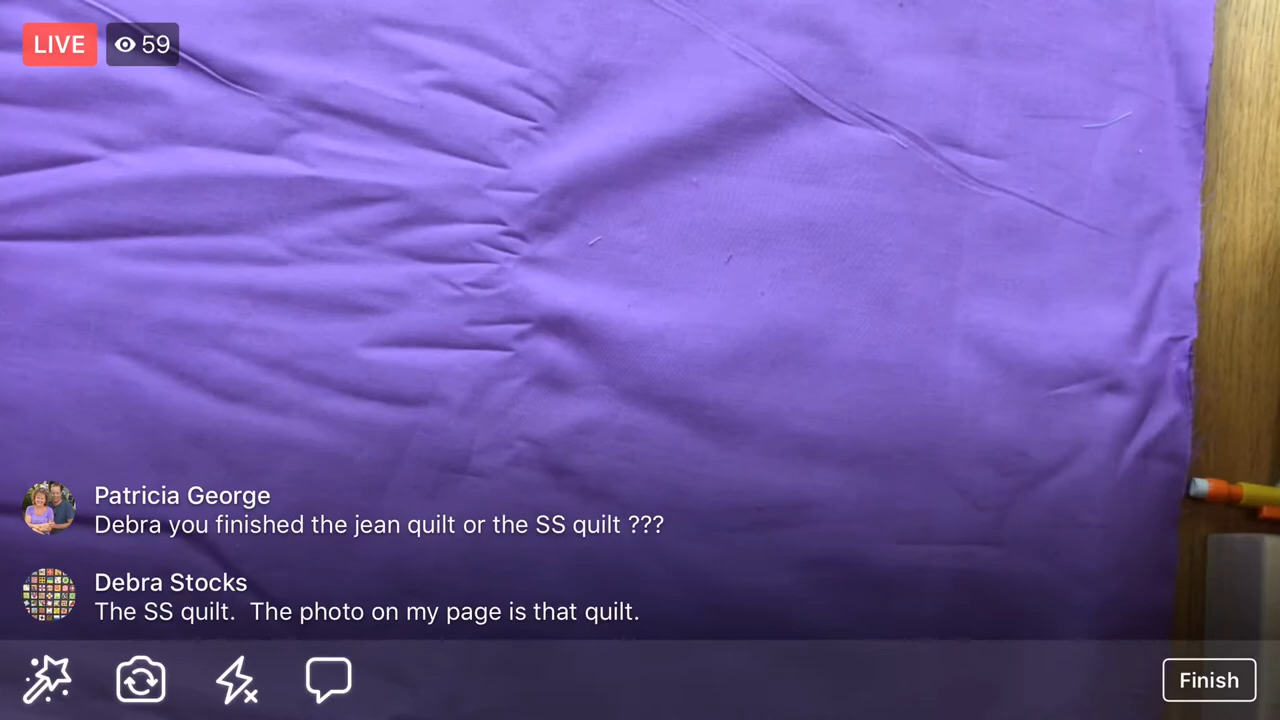 LIVE
59
Patricia George
Debra you finished the jean quilt or the SS quilt ???
Debra Stocks
The SS quilt.  The photo on my page is that quilt.
Finish